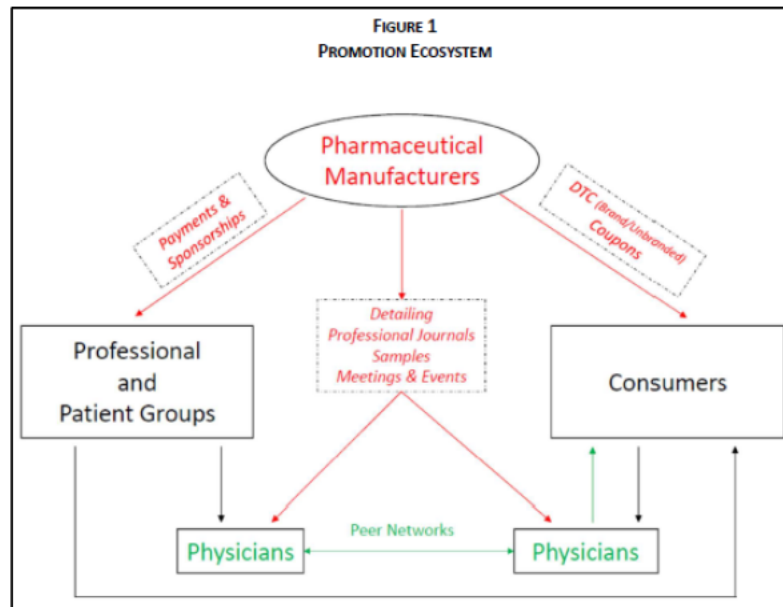 FIGURE 1
PROMOTION ECOSYSTEM
Pharmaceutical
Manufacturers
Payments &
Sponsorships
DTC (Brand/Unbranded)
Coupons
Detailing
Professional Journals
Samples
Meetings & Events
Professional
and
Patient Groups
Consumers
Peer Networks
Physicians
Physicians